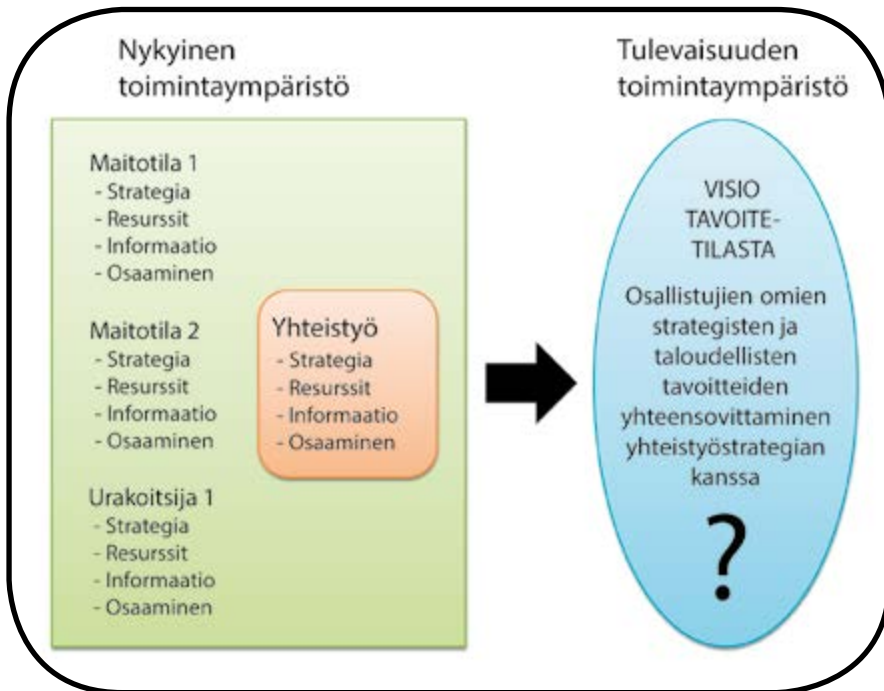 Nykyinen
toimintaympäristö
Maitotila 1
- Strategia
- Resurssit
- Informaatio
- Osaaminen
Maitotila 2
- Strategia
- Resurssit
- Informaatio
- Osaaminen
Urakoitsija 1
- Strategia
- Resurssit
- Informaatio
- Osaaminen
Yhteistyö
- Strategia
- Resurssit
- Informaatio
- Osaaminen
Tulevaisuuden
toimintaympäristö
VISIO
TAVOITE-
TILASTA
Osallistujien omien
strategisten ja
taloudellisten
tavoitteiden
yhteensovittaminen
yhteistyöstrategian
kanssa
?